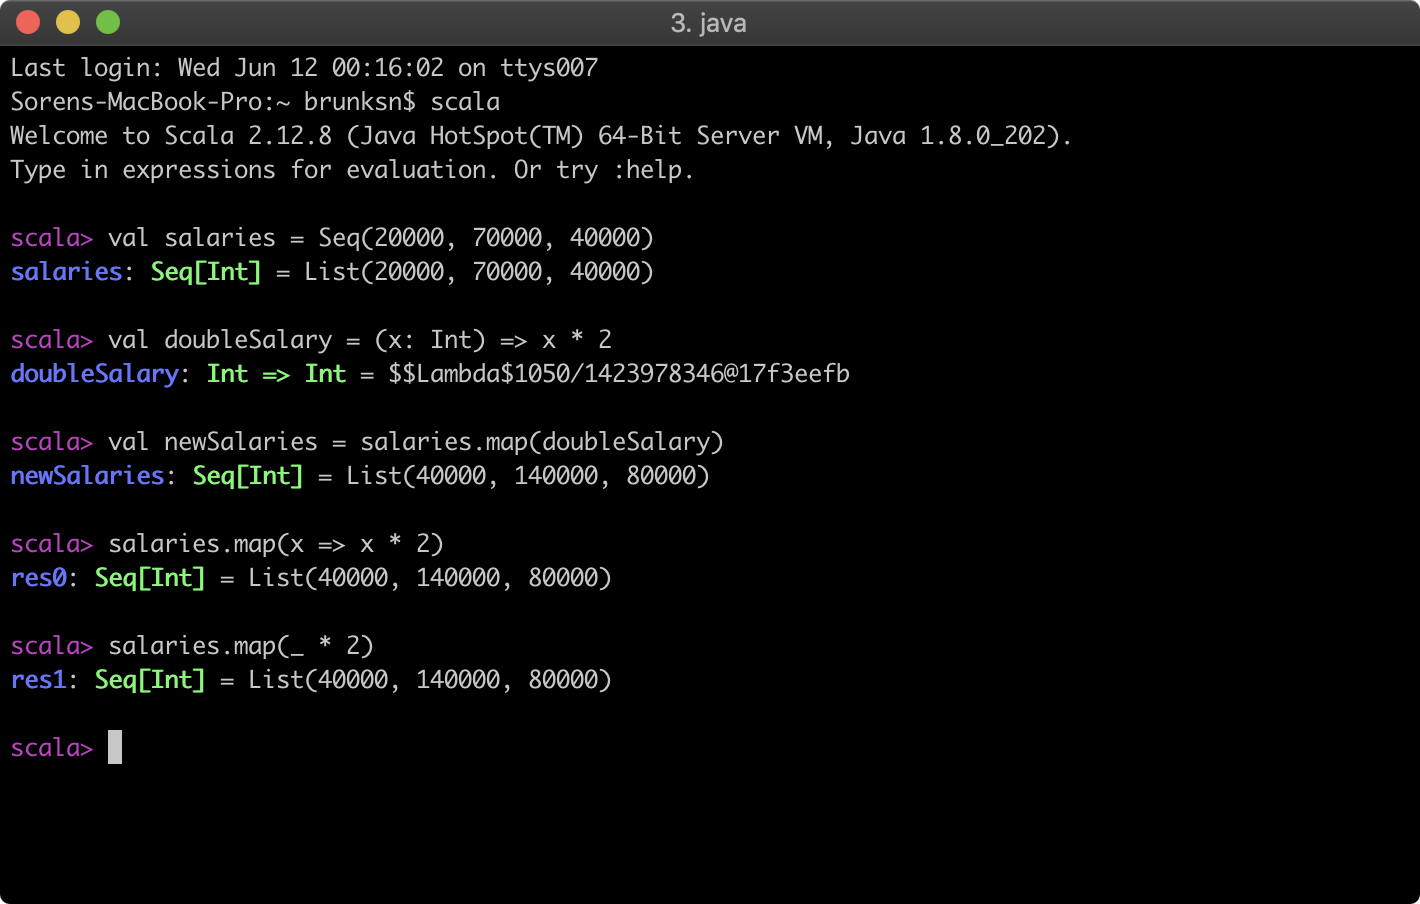 3. java
Last login: Wed Jun 12 00:16:02 on ttys007
Sorens-MacBook-Pro:~ brunksn$ scala
Welcome to Scala 2.12.8 (Java HotSpot(TM) 64-Bit Server VM, Java 1.8.0_202).
Type in expressions for evaluation. Or try :help.
scala> val salaries = Seq(20000, 70000, 40000)
salaries: Seq[Int] = List(20000, 70000, 40000)
scala> val doubleSalary = (x: Int) => x * 2
doubleSalary: Int => Int = $$Lambda$1050/1423978346@17f3eefb
scala> val newSalaries = salaries.map(doubleSalary)
newSalaries: Seq[Int] = List(40000, 140000, 80000)
scala> salaries.map(x => x * 2)
res0: Seq[Int] = List(40000, 140000, 80000)
scala> salaries.map(_ * 2)
res1: Seq[Int] = List(40000, 140000, 80000)
scala>